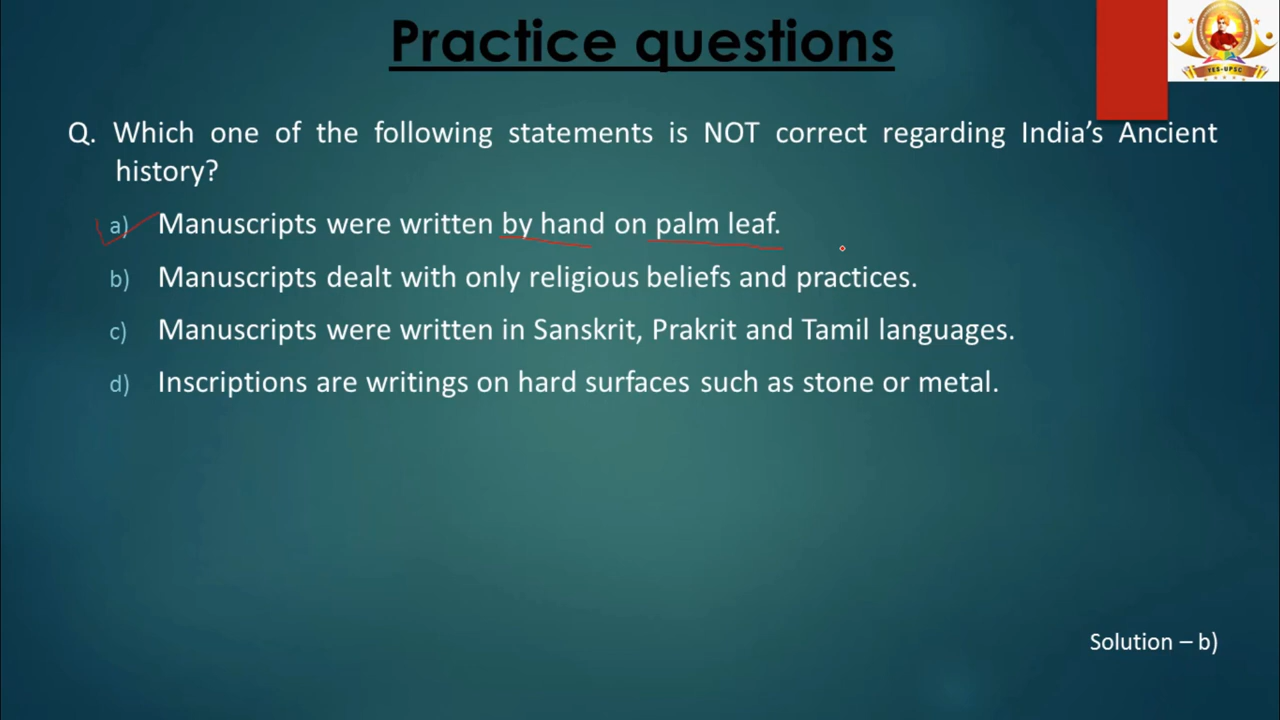 Practice questions
YES-UPSC
Q. Which one of the following statements is NOT correct regarding India's Ancient
history?
a) Manuscripts were written by hand on palm leaf.
b) Manuscripts dealt with only religious beliefs and practices.
c) Manuscripts were written in Sanskrit, Prakrit and Tamil languages.
d) Inscriptions are writings on hard surfaces such as stone or metal.
Solution – b)